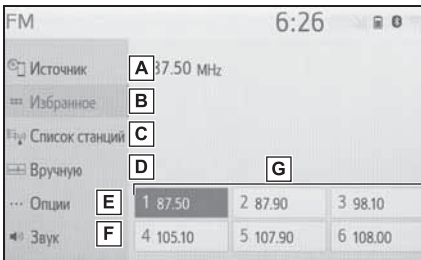 FM 6:26
Источник A 87.50 MHz
Избранное B
Список станций C
Вручную D G
Опции E 1 87.50 2 87.90 3 98.10
Звук F 4 105.10 5 107.90 6 108.00